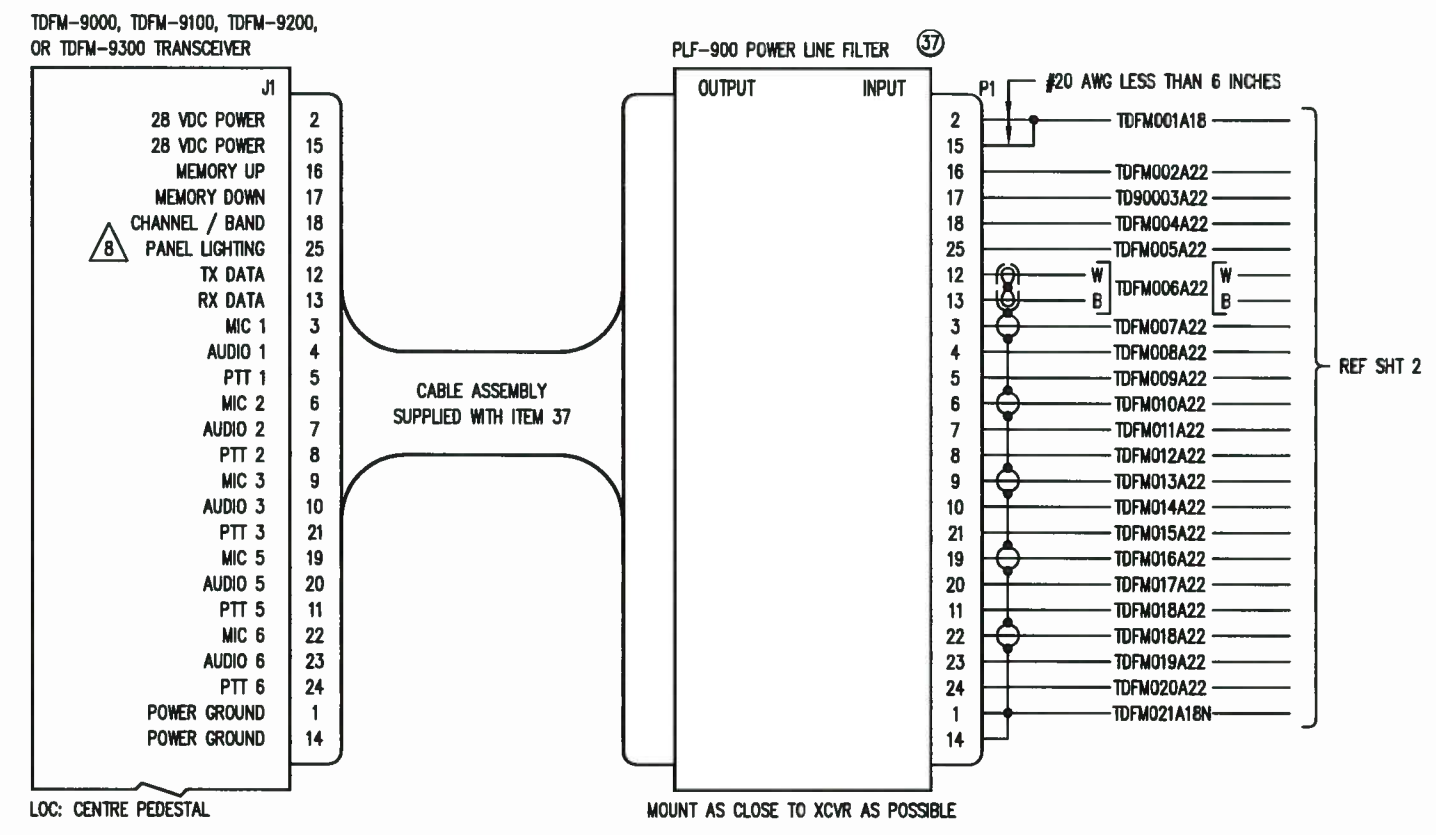 TDFM-9000, TDFM-9100, TDFM-9200,
OR TDFM-9300 TRANSCEIVER
PLF-900 POWER LINE FILTER 37
J1
OUTPUT INPUT
P1
#20 AWG LESS THAN 6 INCHES
28 VDC POWER 2 2 TDFM001A18
28 VDC POWER 15 15
MEMORY UP 16 16 TDFM002A22
MEMORY DOWN 17 17 TD90003A22
CHANNEL / BAND 18 18 TDFM004A22
8 PANEL LIGHTING 25 25 TDFM005A22
TX DATA 12 12 W W
TDFM006A22
RX DATA 13 13 B B
MIC 1 3 3 TDFM007A22
AUDIO 1 4 4 TDFM008A22
PTT 1 5 5 TDFM009A22
REF SHT 2
MIC 2 6 6 TDFM010A22
AUDIO 2 7 7 TDFM011A22
PTT 2 8 8 TDFM012A22
MIC 3 9 9 TDFM013A22
AUDIO 3 10 10 TDFM014A22
PTT 3 21 21 TDFM015A22
MIC 5 19 19 TDFM016A22
AUDIO 5 20 20 TDFM017A22
PTT 5 11 11 TDFM018A22
MIC 6 22 22 TDFM018A22
AUDIO 6 23 23 TDFM019A22
PTT 6 24 24 TDFM020A22
POWER GROUND 1 1 TDFM021A18N
POWER GROUND 14 14
CABLE ASSEMBLY
SUPPLIED WITH ITEM 37
LOC: CENTRE PEDESTAL
MOUNT AS CLOSE TO XCVR AS POSSIBLE